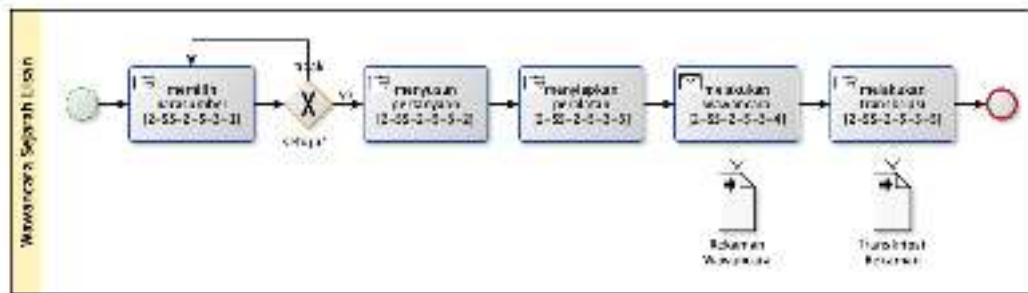 Wawancara Sejarah Lisan
memilih
narasumber
tidak
setuju?
ya
menyusun
pertanyaan
menyiapkan
peralatan
melakukan
wawancara
melakukan
transkripsi
Rekaman
Wawancara
Transkripsi
Rekaman